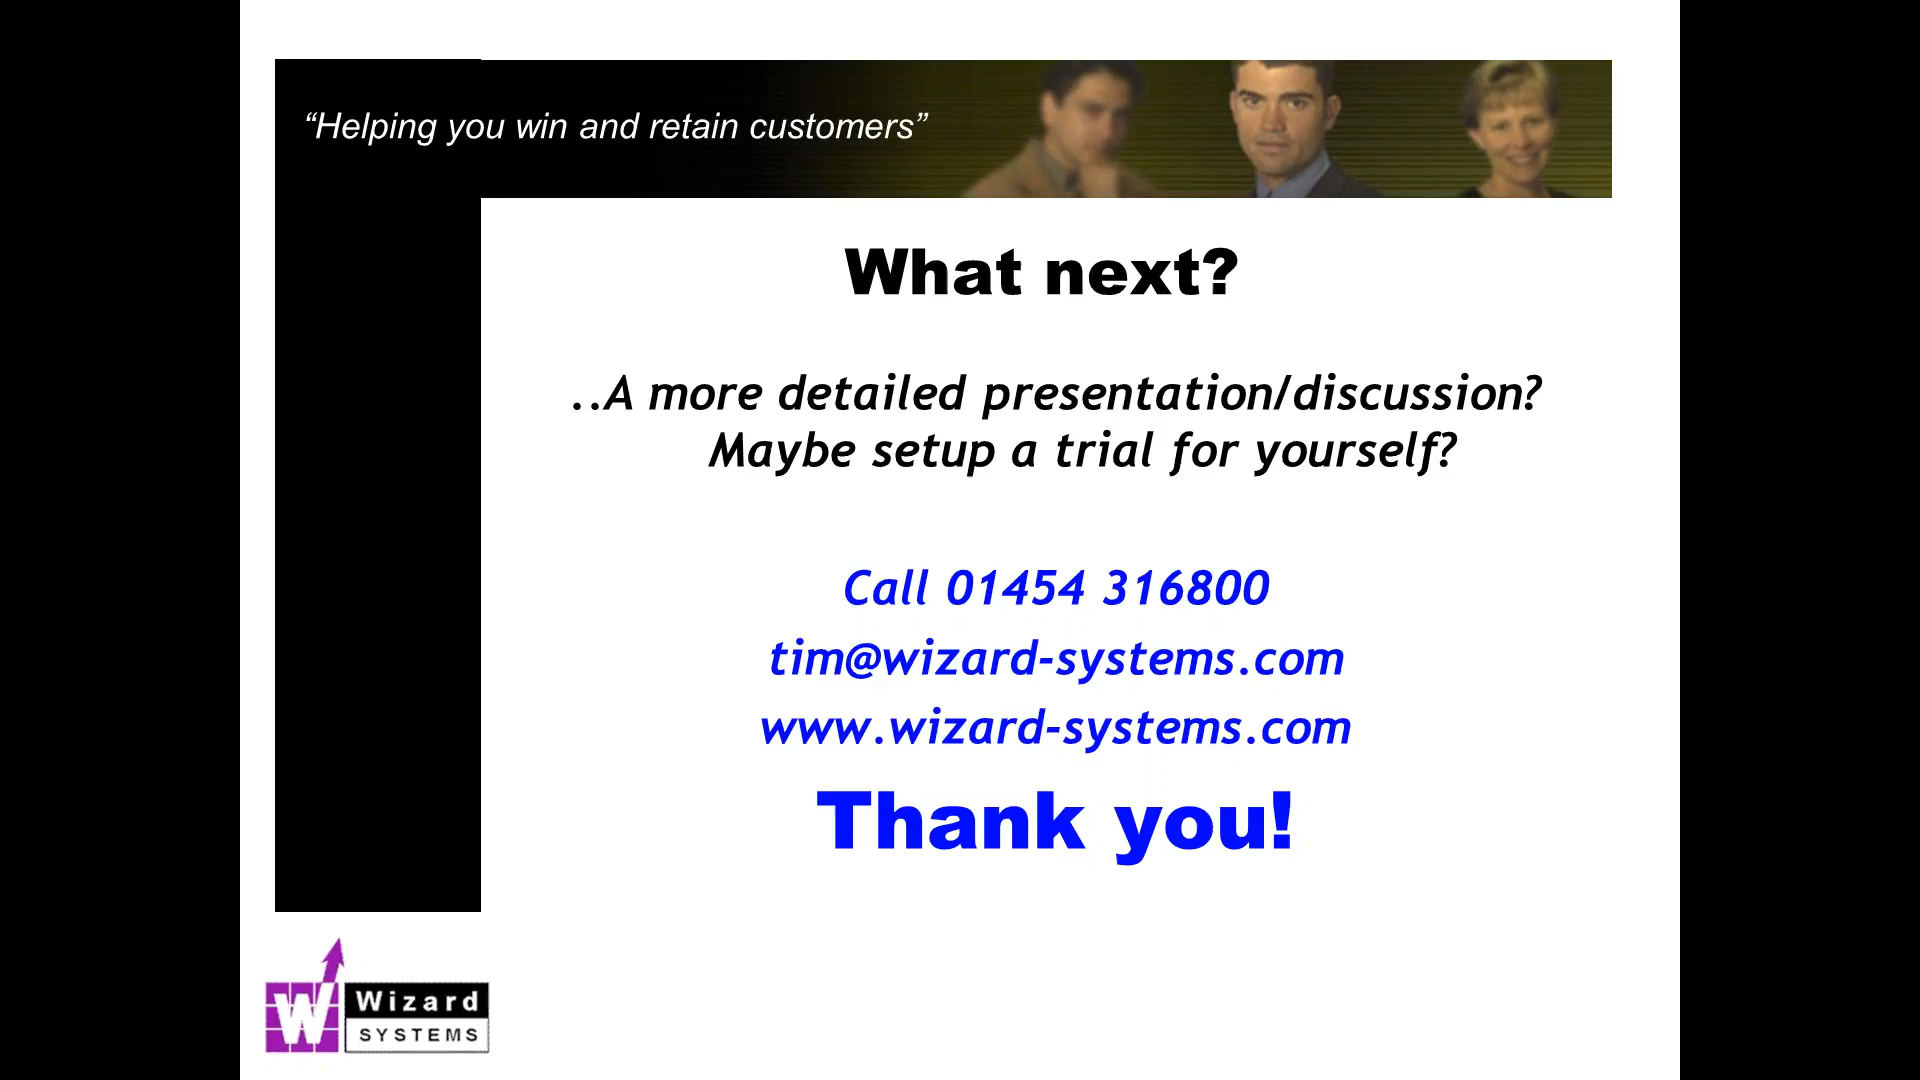 “Helping you win and retain customers”
What next?
..A more detailed presentation/discussion?
Maybe setup a trial for yourself?
Call 01454 316800
tim@wizard-systems.com
www.wizard-systems.com
Thank you!
W
Wizard
SYSTEMS